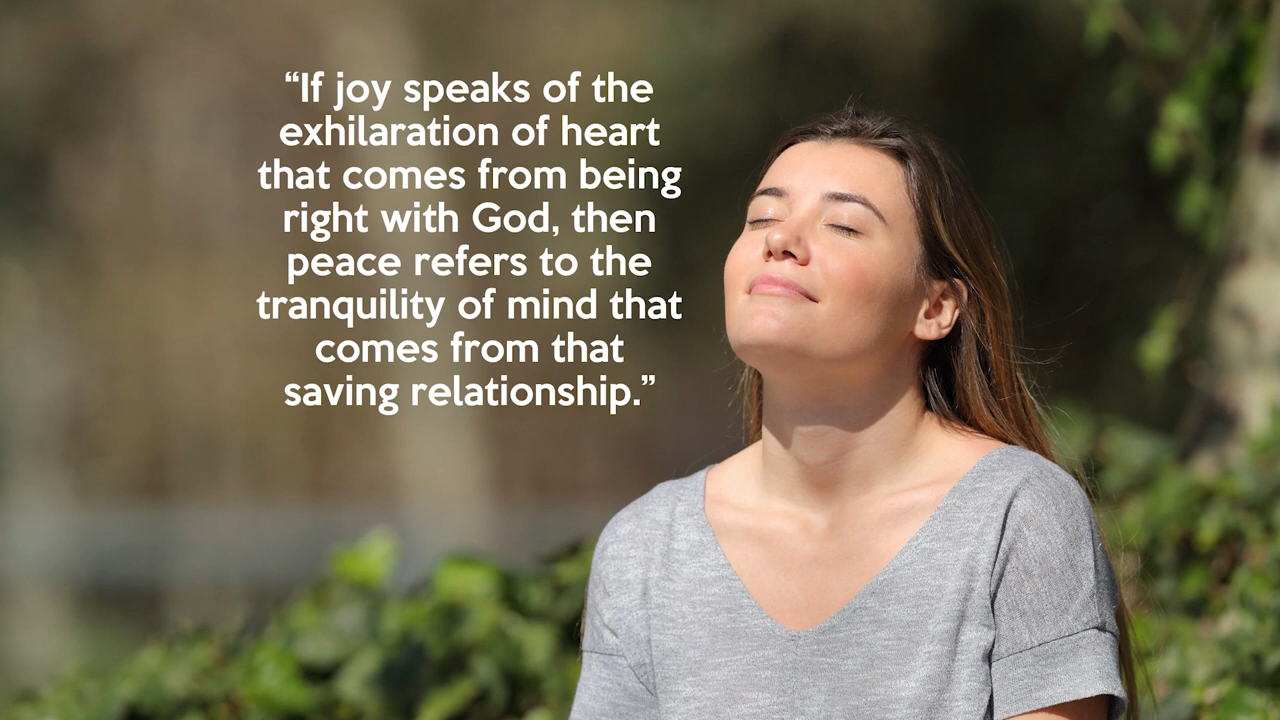 “If joy speaks of the
exhilaration of heart
that comes from being
right with God, then
peace refers to the
tranquility of mind that
comes from that
saving relationship.”